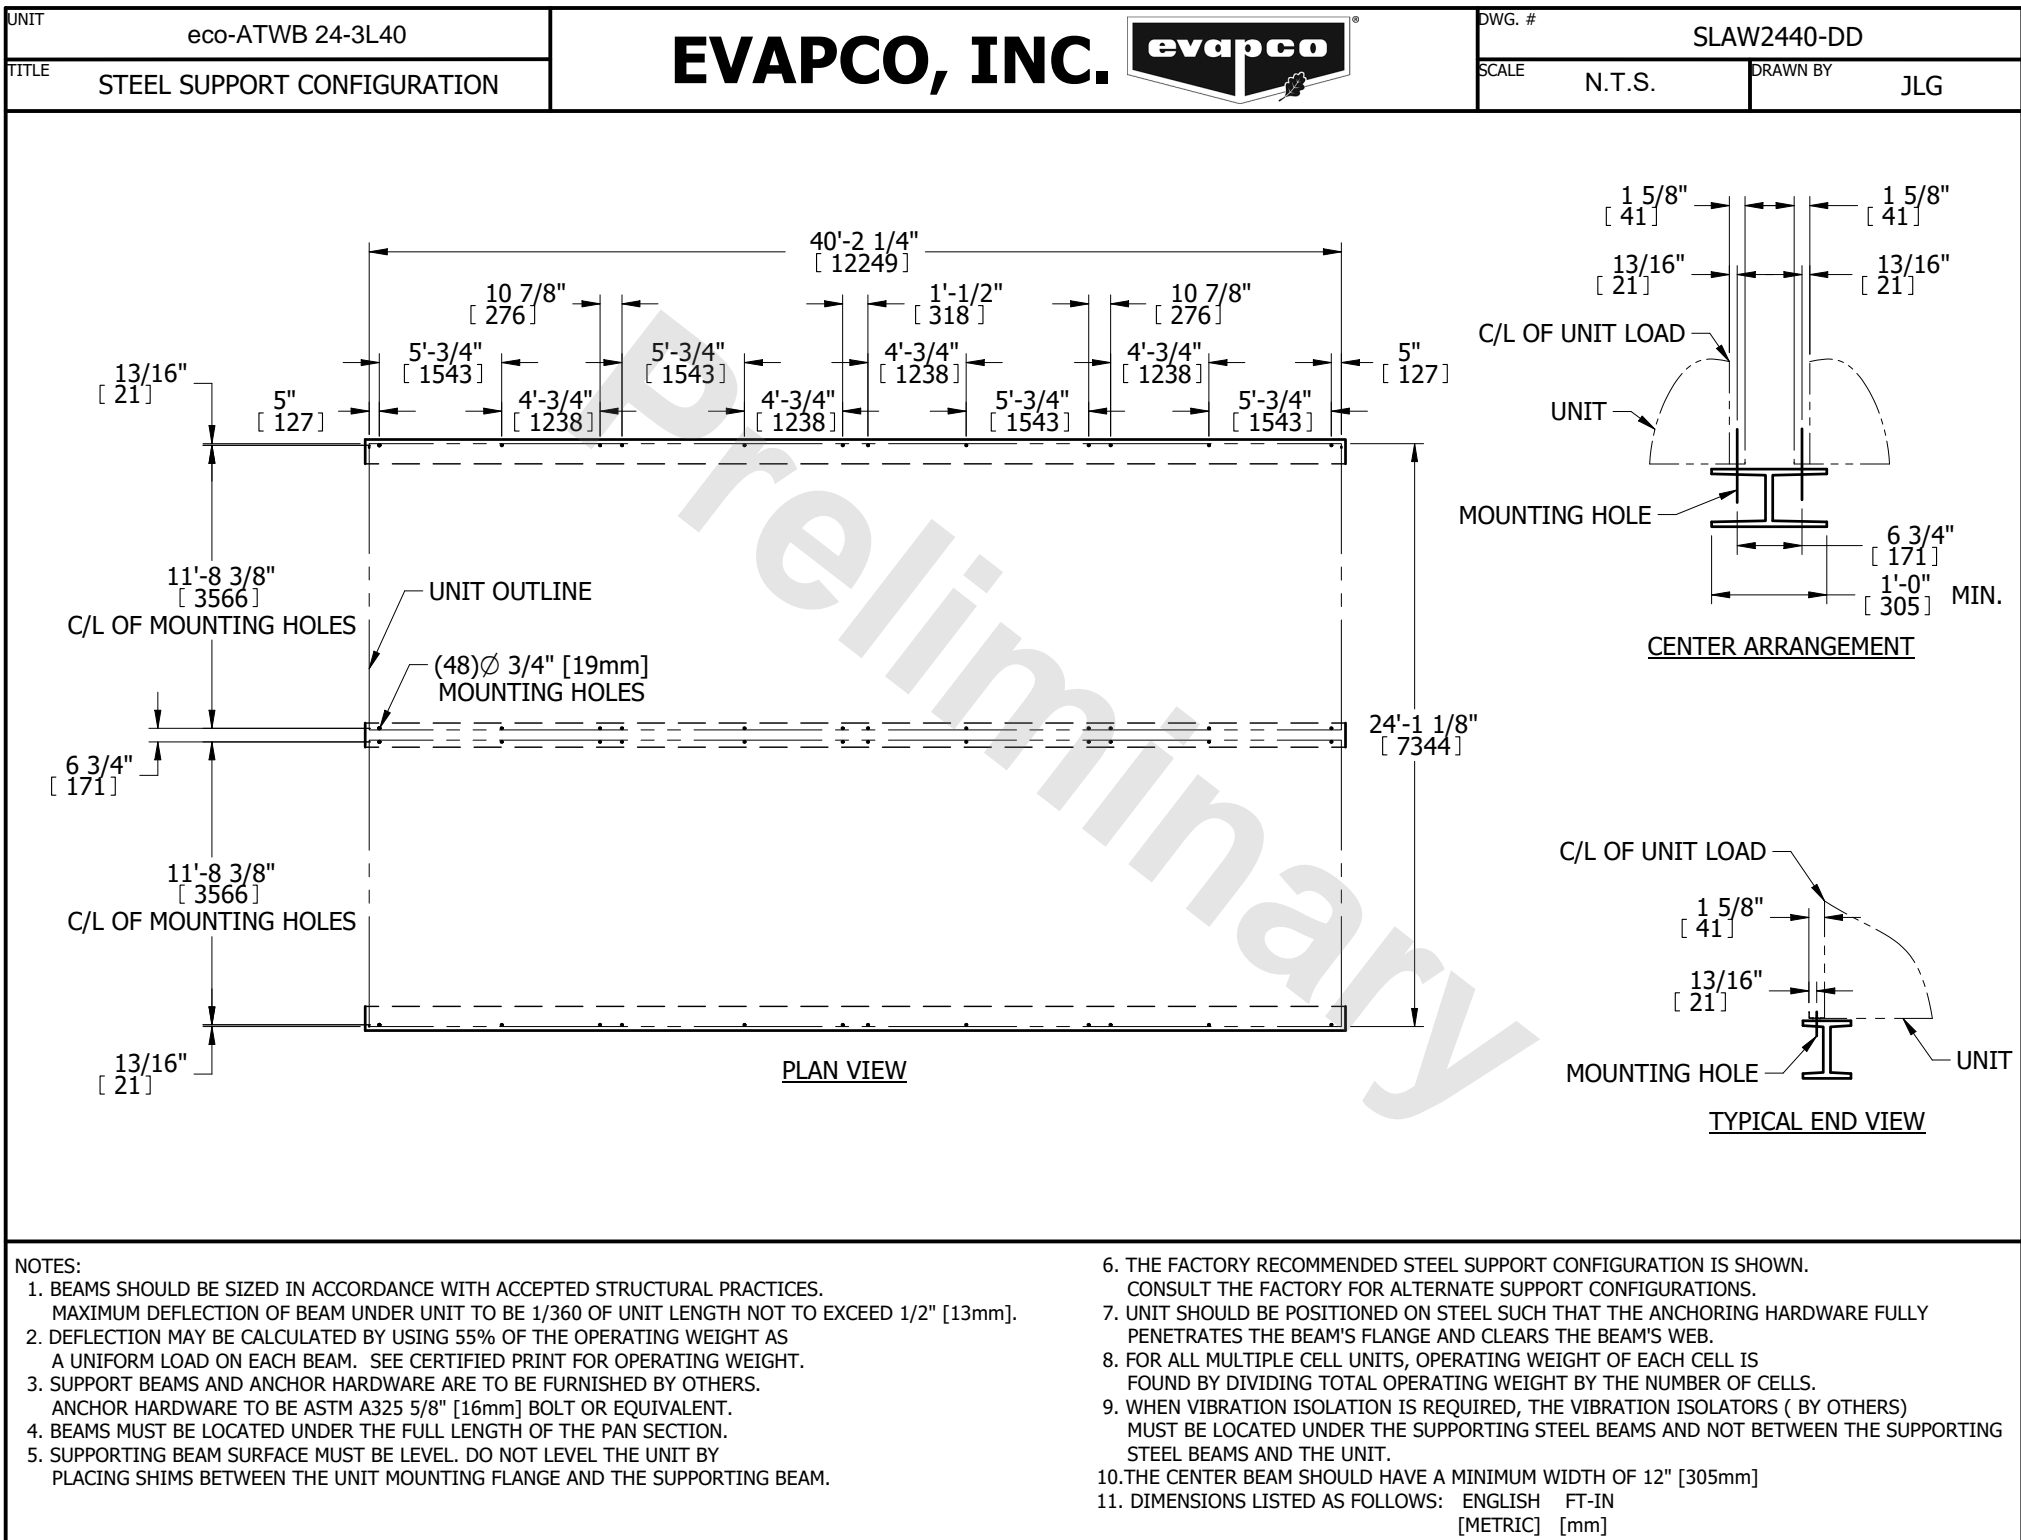 UNIT
eco-ATWB 24-3L40
TITLE
STEEL SUPPORT CONFIGURATION
EVAPCO, INC.
evapco
®
DWG. #
SLAW2440-DD
SCALE
N.T.S.
DRAWN BY
JLG
40'-2 1/4"
[ 12249]
10 7/8"
[ 276]
1'-1/2"
[ 318 ]
10 7/8"
[ 276]
5'-3/4"
[ 1543]
5'-3/4"
[ 1543]
4'-3/4"
[ 1238]
4'-3/4"
[ 1238]
5"
[ 127]
13/16"
[ 21]
5"
[ 127]
4'-3/4"
[ 1238]
4'-3/4"
[ 1238]
5'-3/4"
[ 1543]
5'-3/4"
[ 1543]
11'-8 3/8"
[ 3566]
C/L OF MOUNTING HOLES
UNIT OUTLINE
(48)Ø 3/4" [19mm]
MOUNTING HOLES
6 3/4"
[ 171]
24'-1 1/8"
[ 7344]
11'-8 3/8"
[ 3566]
C/L OF MOUNTING HOLES
13/16"
[ 21]
PLAN VIEW
Preliminary
1 5/8"
[ 41]
1 5/8"
[ 41]
13/16"
[ 21]
13/16"
[ 21]
C/L OF UNIT LOAD
UNIT
MOUNTING HOLE
6 3/4"
[ 171]
1'-0"
[ 305] MIN.
CENTER ARRANGEMENT
C/L OF UNIT LOAD
1 5/8"
[ 41]
13/16"
[ 21]
MOUNTING HOLE
UNIT
TYPICAL END VIEW
NOTES:
1. BEAMS SHOULD BE SIZED IN ACCORDANCE WITH ACCEPTED STRUCTURAL PRACTICES.
MAXIMUM DEFLECTION OF BEAM UNDER UNIT TO BE 1/360 OF UNIT LENGTH NOT TO EXCEED 1/2" [13mm].
2. DEFLECTION MAY BE CALCULATED BY USING 55% OF THE OPERATING WEIGHT AS
A UNIFORM LOAD ON EACH BEAM. SEE CERTIFIED PRINT FOR OPERATING WEIGHT.
3. SUPPORT BEAMS AND ANCHOR HARDWARE ARE TO BE FURNISHED BY OTHERS.
ANCHOR HARDWARE TO BE ASTM A325 5/8" [16mm] BOLT OR EQUIVALENT.
4. BEAMS MUST BE LOCATED UNDER THE FULL LENGTH OF THE PAN SECTION.
5. SUPPORTING BEAM SURFACE MUST BE LEVEL. DO NOT LEVEL THE UNIT BY
PLACING SHIMS BETWEEN THE UNIT MOUNTING FLANGE AND THE SUPPORTING BEAM.
6. THE FACTORY RECOMMENDED STEEL SUPPORT CONFIGURATION IS SHOWN.
CONSULT THE FACTORY FOR ALTERNATE SUPPORT CONFIGURATIONS.
7. UNIT SHOULD BE POSITIONED ON STEEL SUCH THAT THE ANCHORING HARDWARE FULLY
PENETRATES THE BEAM'S FLANGE AND CLEARS THE BEAM'S WEB.
8. FOR ALL MULTIPLE CELL UNITS, OPERATING WEIGHT OF EACH CELL IS
FOUND BY DIVIDING TOTAL OPERATING WEIGHT BY THE NUMBER OF CELLS.
9. WHEN VIBRATION ISOLATION IS REQUIRED, THE VIBRATION ISOLATORS ( BY OTHERS)
MUST BE LOCATED UNDER THE SUPPORTING STEEL BEAMS AND NOT BETWEEN THE SUPPORTING
STEEL BEAMS AND THE UNIT.
10.THE CENTER BEAM SHOULD HAVE A MINIMUM WIDTH OF 12" [305mm]
11. DIMENSIONS LISTED AS FOLLOWS: ENGLISH FT-IN
[METRIC] [mm]